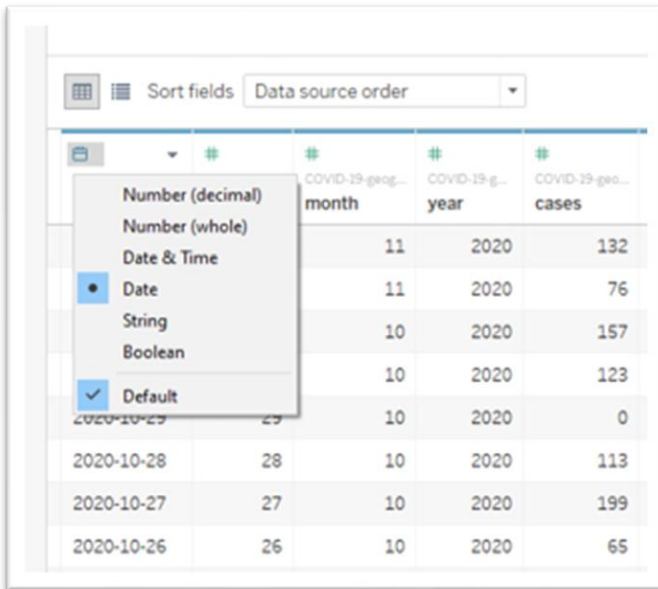 Sort fields Data source order
# # # #
COVID-19-geog... COVID-19-g... COVID-19-geo...
month year cases
Number (decimal)
Number (whole)
Date & Time
Date
String
Boolean
Default
11 2020 132
11 2020 76
10 2020 157
10 2020 123
2020-10-29 29 10 2020 0
2020-10-28 28 10 2020 113
2020-10-27 27 10 2020 199
2020-10-26 26 10 2020 65